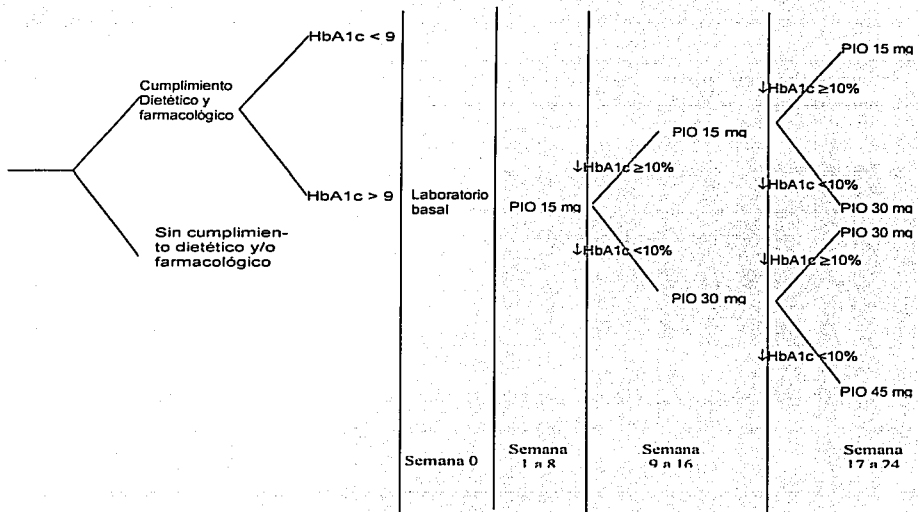 HbA1c < 9
Cumplimiento
Dietético y
farmacológico
HbA1c > 9
Sin cumplimien-
to dietético y/o
farmacológico
Laboratorio
basal
Semana 0
PIO 15 mg
Semana
1 a 8
↓HbA1c ≥10%
↓HbA1c <10%
PIO 15 mg
PIO 30 mg
Semana
9 a 16
↓HbA1c ≥10%
↓HbA1c <10%
PIO 15 mg
PIO 30 mg
↓HbA1c ≥10%
↓HbA1c <10%
PIO 30 mg
PIO 45 mg
Semana
17 a 24